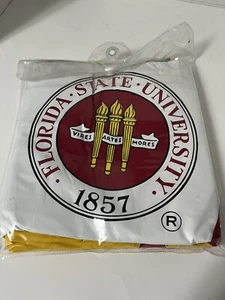 · FLORIDA · STATE · UNIVERSITY ·
VIRES ARTES MORES
1857
®